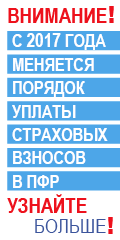 ВНИМАНИЕ!
С 2017 ГОДА
МЕНЯЕТСЯ
ПОРЯДОК
УПЛАТЫ
СТРАХОВЫХ
ВЗНОСОВ
В ПФР
УЗНАЙТЕ
БОЛЬШЕ!